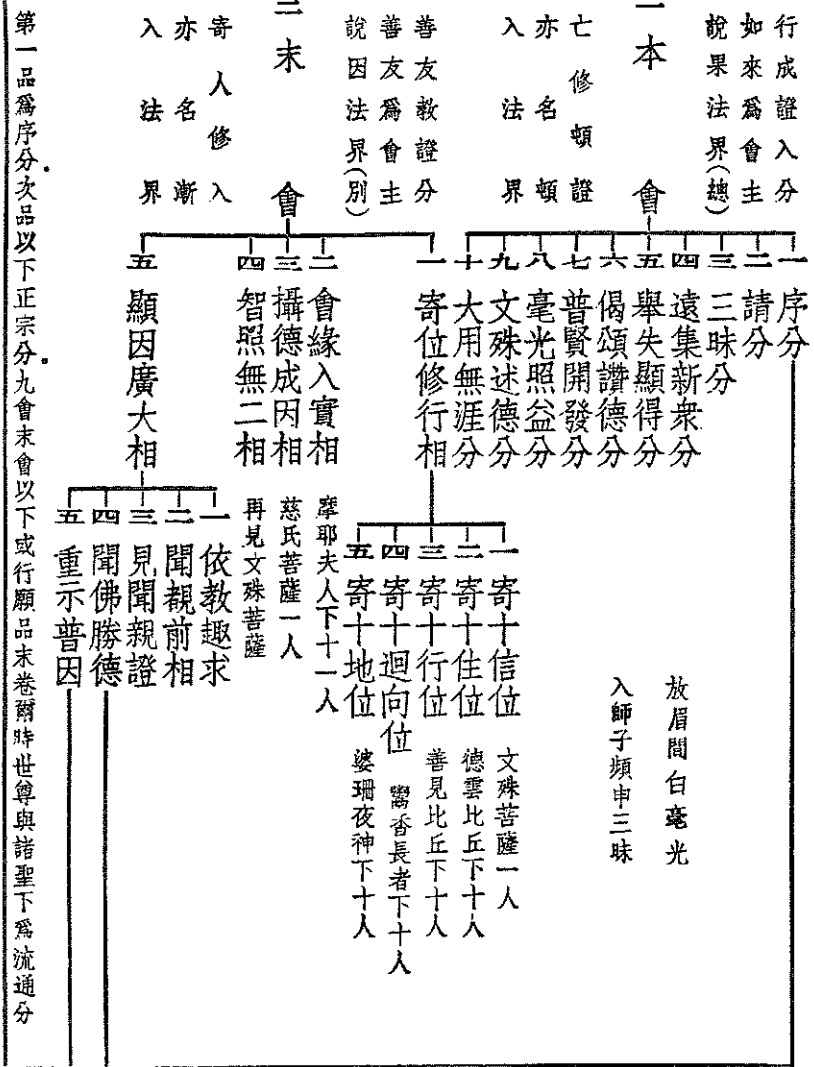 行成證入分
如來爲會主
說果法界(總)
一本會
亡修頓證
亦名頓
入法界
一序分
二請分
三三昧分
四遠集新衆分
五舉失顯得分
六偈頌讚德分
七普賢開發分
八毫光照益分
九文殊述德分
十大用無涯分
放眉間白毫光
入師子頻申三昧
善友教證分
善友爲會主
說因法界(別)
二末會
寄人修入
亦名漸
入法界
一寄位修行相
一寄十信位 文殊菩薩一人
二寄十住位 德雲比丘下十人
三寄十行位 善見比丘下十人
四寄十迴向位 鬻香長者下十人
五寄十地位 婆珊夜神下十人
二會緣入實相 摩耶夫人下十一人
三攝德成因相 慈氏菩薩一人
四智照無二相 再見文殊菩薩
五顯因廣大相
一依教趣求
二聞覩前相
三見聞親證
四聞佛勝德
五重示普因
第一品爲序分次品以下正宗分九會末會以下或行願品末卷爾時世尊與諸聖下爲流通分